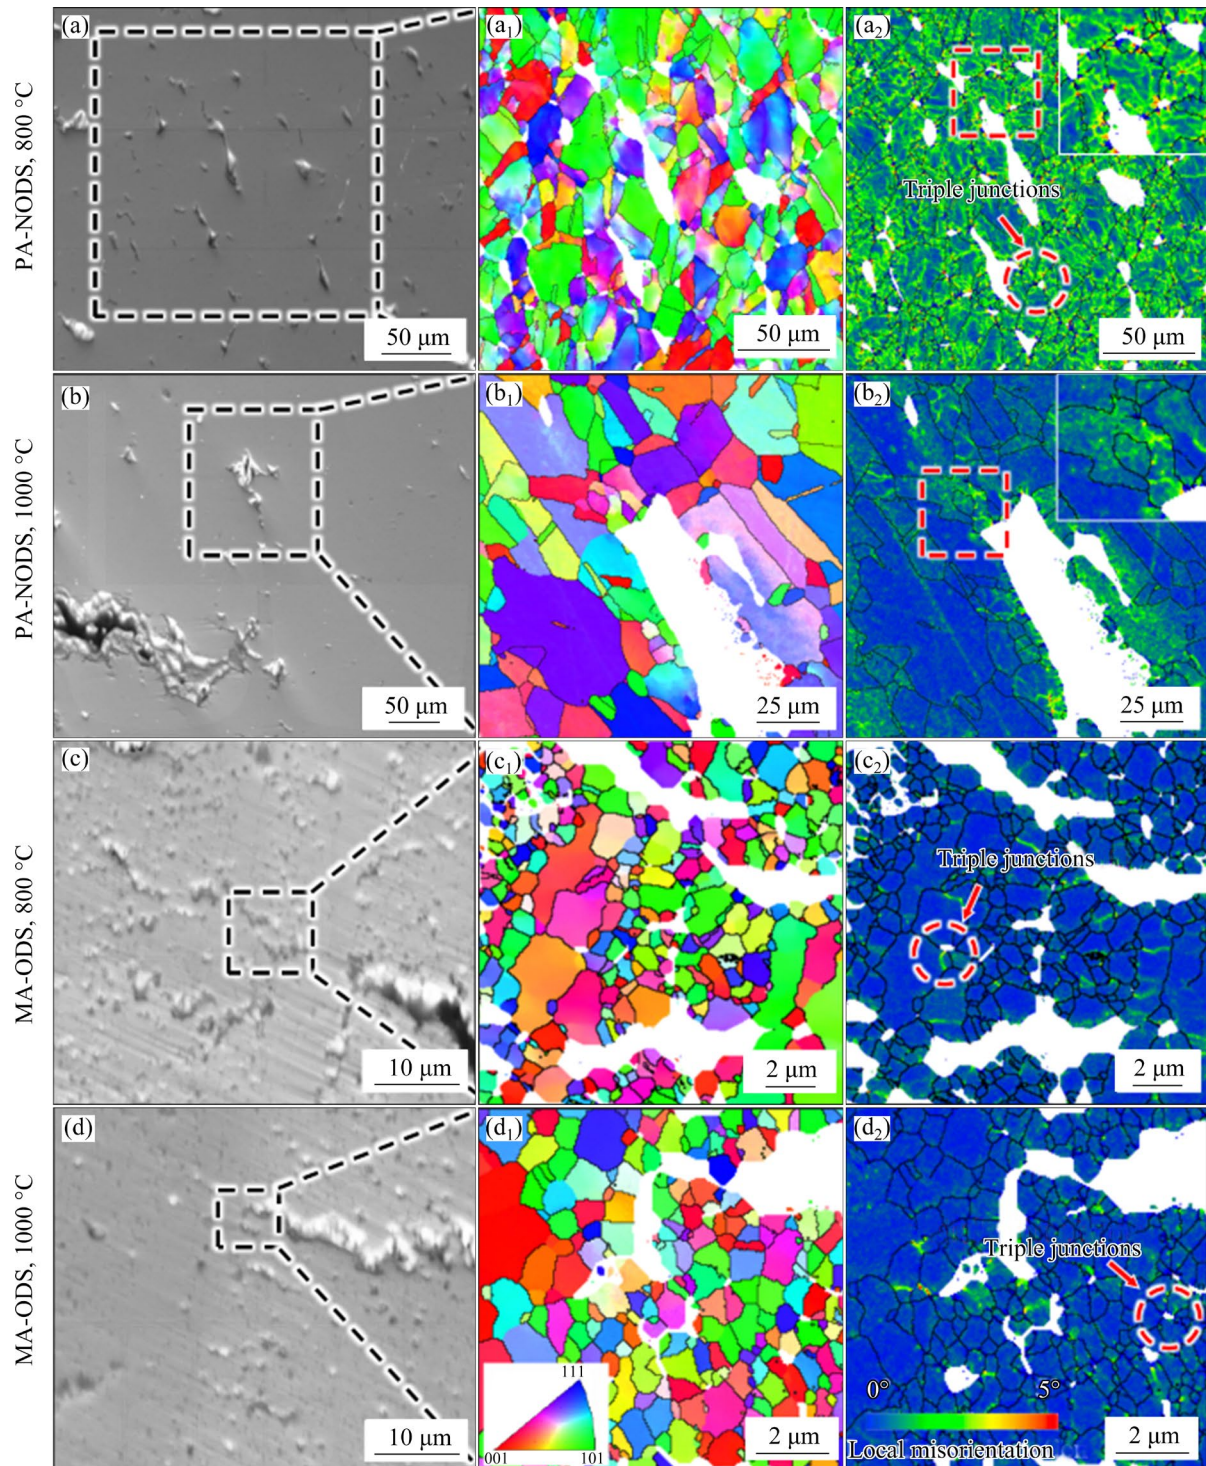 PA-NODS, 800 °C
(a)
50 μm
(a₁)
50 μm
(a₂)
Triple junctions
50 μm
PA-NODS, 1000 °C
(b)
50 μm
(b₁)
25 μm
(b₂)
25 μm
MA-ODS, 800 °C
(c)
10 μm
(c₁)
2 μm
(c₂)
Triple junctions
2 μm
MA-ODS, 1000 °C
(d)
10 μm
(d₁)
111
001
101
2 μm
(d₂)
Triple junctions
0°
5°
Local misorientation
2 μm